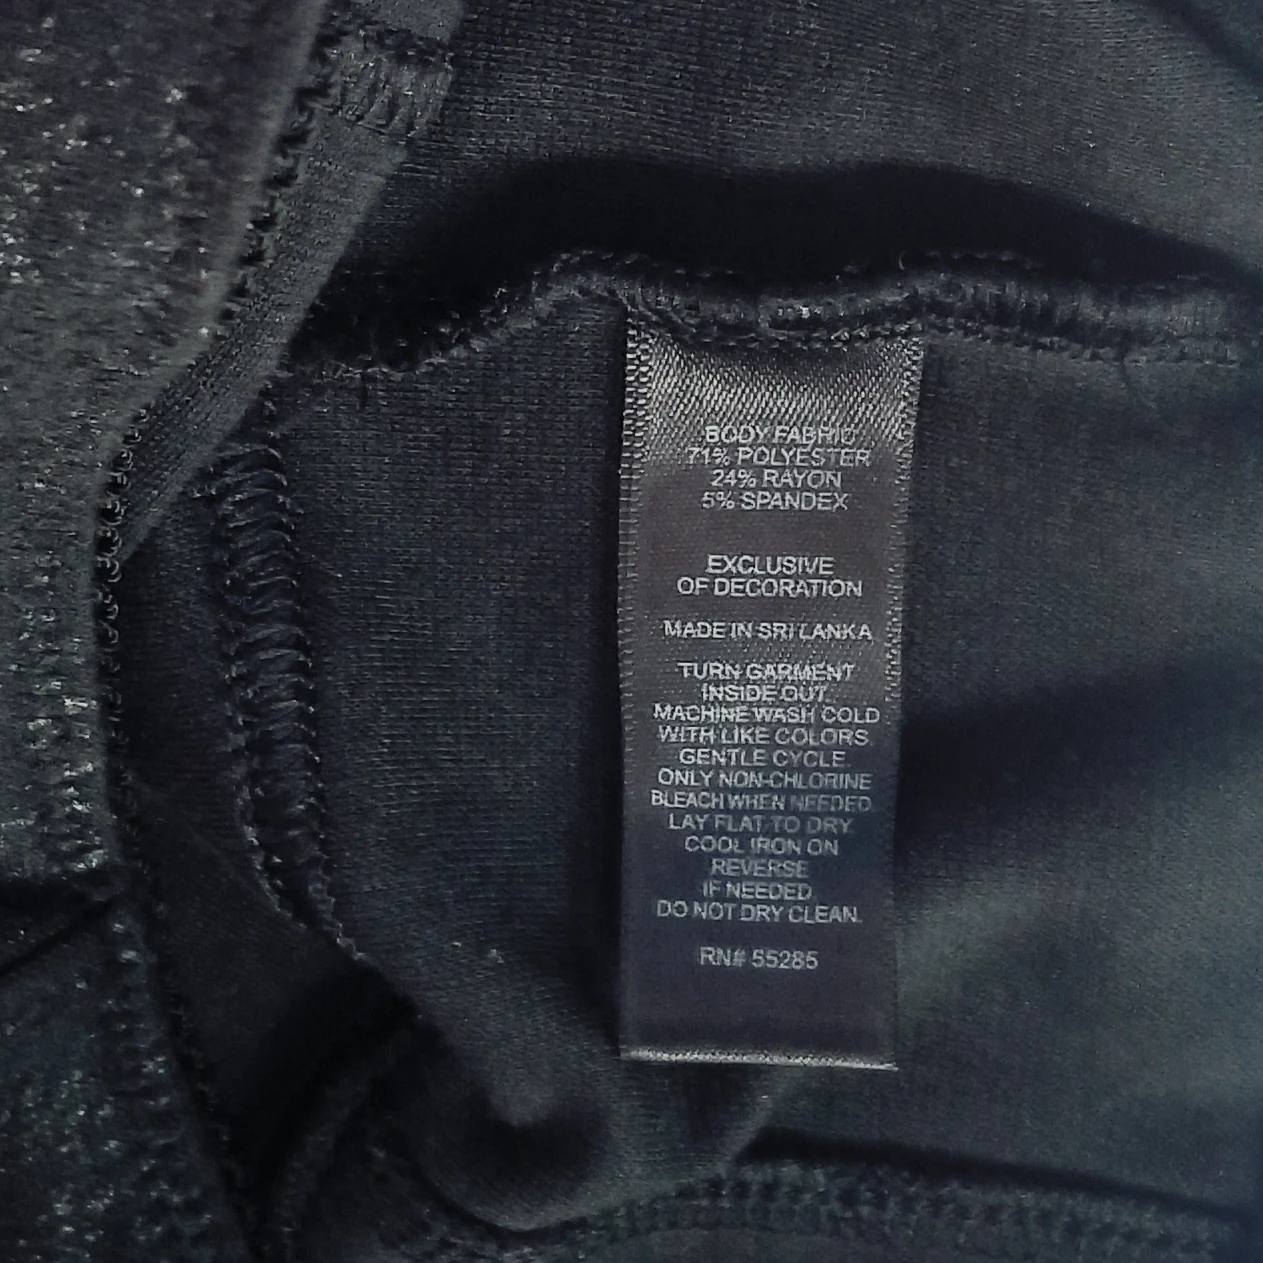 BODY FABRIC
71% POLYESTER
24% RAYON
5% SPANDEX
EXCLUSIVE
OF DECORATION
MADE IN SRI LANKA
TURN GARMENT
INSIDE OUT
MACHINE WASH COLD
WITH LIKE COLORS.
GENTLE CYCLE.
ONLY NON-CHLORINE
BLEACH WHEN NEEDED
LAY FLAT TO DRY
COOL IRON ON
REVERSE
IF NEEDED.
DO NOT DRY CLEAN.
RN# 55285